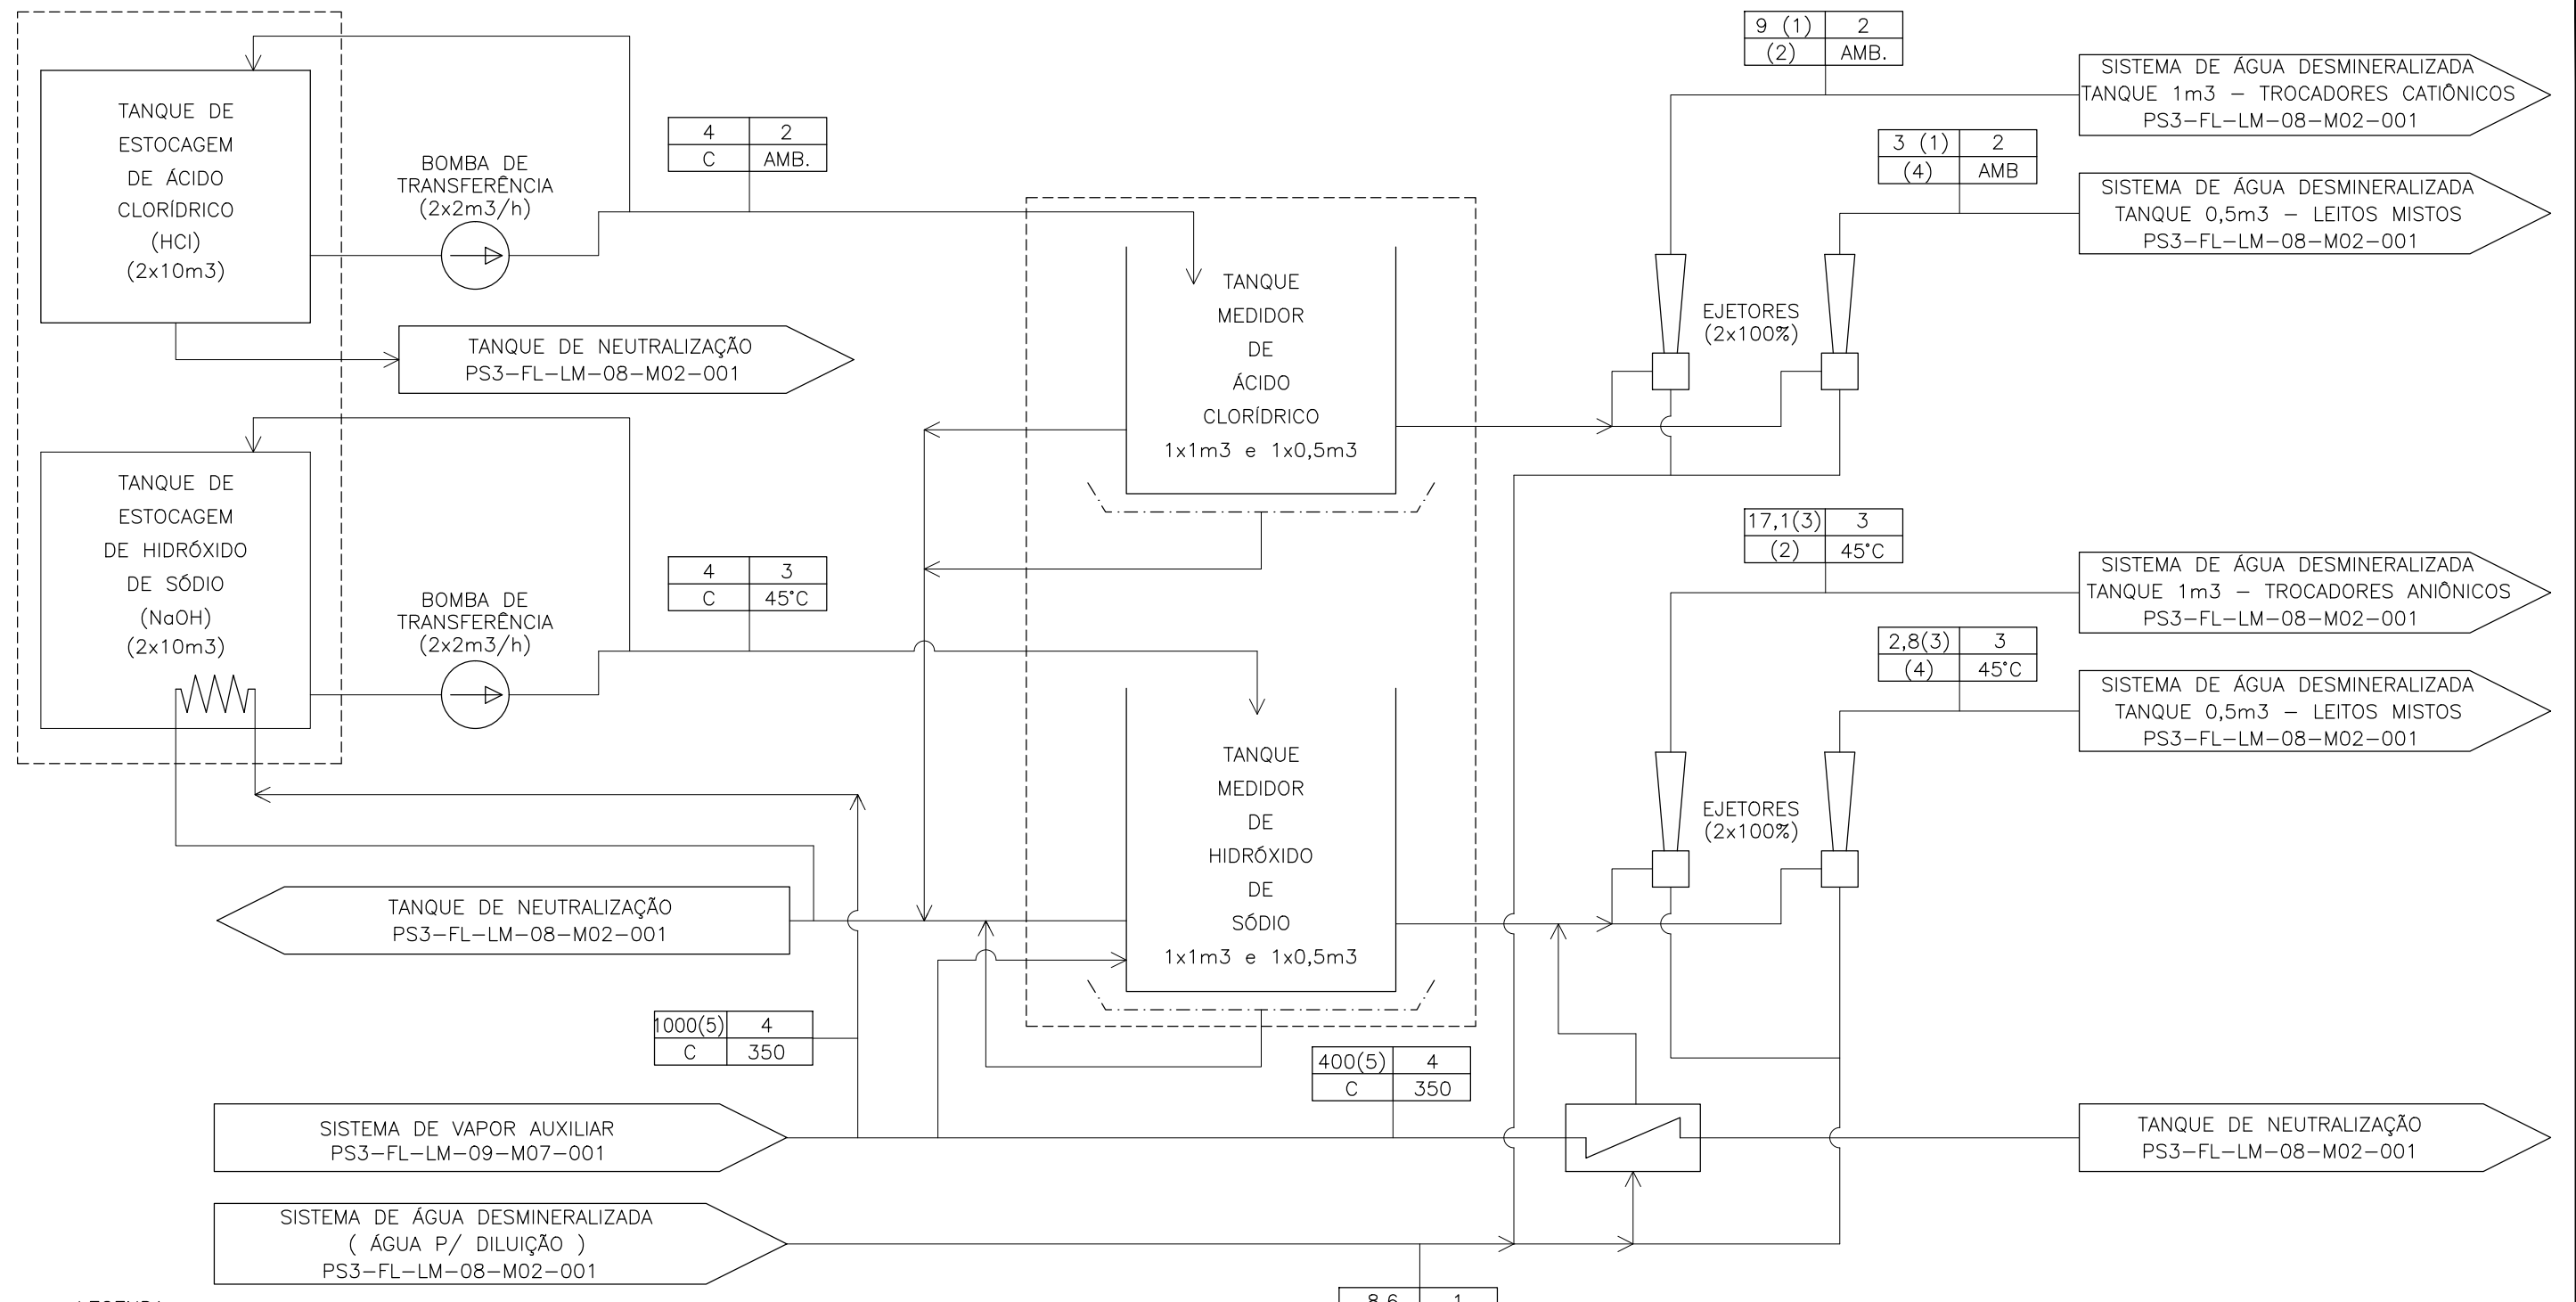 TANQUE DE
ESTOCAGEM
DE ÁCIDO
CLORÍDRICO
(HCl)
(2x10m3)
BOMBA DE
TRANSFERÊNCIA
(2x2m3/h)
4 2
C AMB.
TANQUE DE NEUTRALIZAÇÃO
PS3-FL-LM-08-M02-001
TANQUE
MEDIDOR
DE
ÁCIDO
CLORÍDRICO
1x1m3 e 1x0,5m3
9 (1) 2
(2) AMB.
SISTEMA DE ÁGUA DESMINERALIZADA
TANQUE 1m3 - TROCADORES CATIÔNICOS
PS3-FL-LM-08-M02-001
3 (1) 2
(4) AMB
SISTEMA DE ÁGUA DESMINERALIZADA
TANQUE 0,5m3 - LEITOS MISTOS
PS3-FL-LM-08-M02-001
EJETORES
(2x100%)
TANQUE DE
ESTOCAGEM
DE HIDRÓXIDO
DE SÓDIO
(NaOH)
(2x10m3)
BOMBA DE
TRANSFERÊNCIA
(2x2m3/h)
4 3
C 45°C
TANQUE
MEDIDOR
DE
HIDRÓXIDO
DE
SÓDIO
1x1m3 e 1x0,5m3
17,1(3) 3
(2) 45°C
SISTEMA DE ÁGUA DESMINERALIZADA
TANQUE 1m3 - TROCADORES ANIÔNICOS
PS3-FL-LM-08-M02-001
2,8(3) 3
(4) 45°C
SISTEMA DE ÁGUA DESMINERALIZADA
TANQUE 0,5m3 - LEITOS MISTOS
PS3-FL-LM-08-M02-001
EJETORES
(2x100%)
TANQUE DE NEUTRALIZAÇÃO
PS3-FL-LM-08-M02-001
1000(5) 4
C 350
400(5) 4
C 350
SISTEMA DE VAPOR AUXILIAR
PS3-FL-LM-09-M07-001
TANQUE DE NEUTRALIZAÇÃO
PS3-FL-LM-08-M02-001
SISTEMA DE ÁGUA DESMINERALIZADA
( ÁGUA P/ DILUIÇÃO )
PS3-FL-LM-08-M02-001
8,6 1